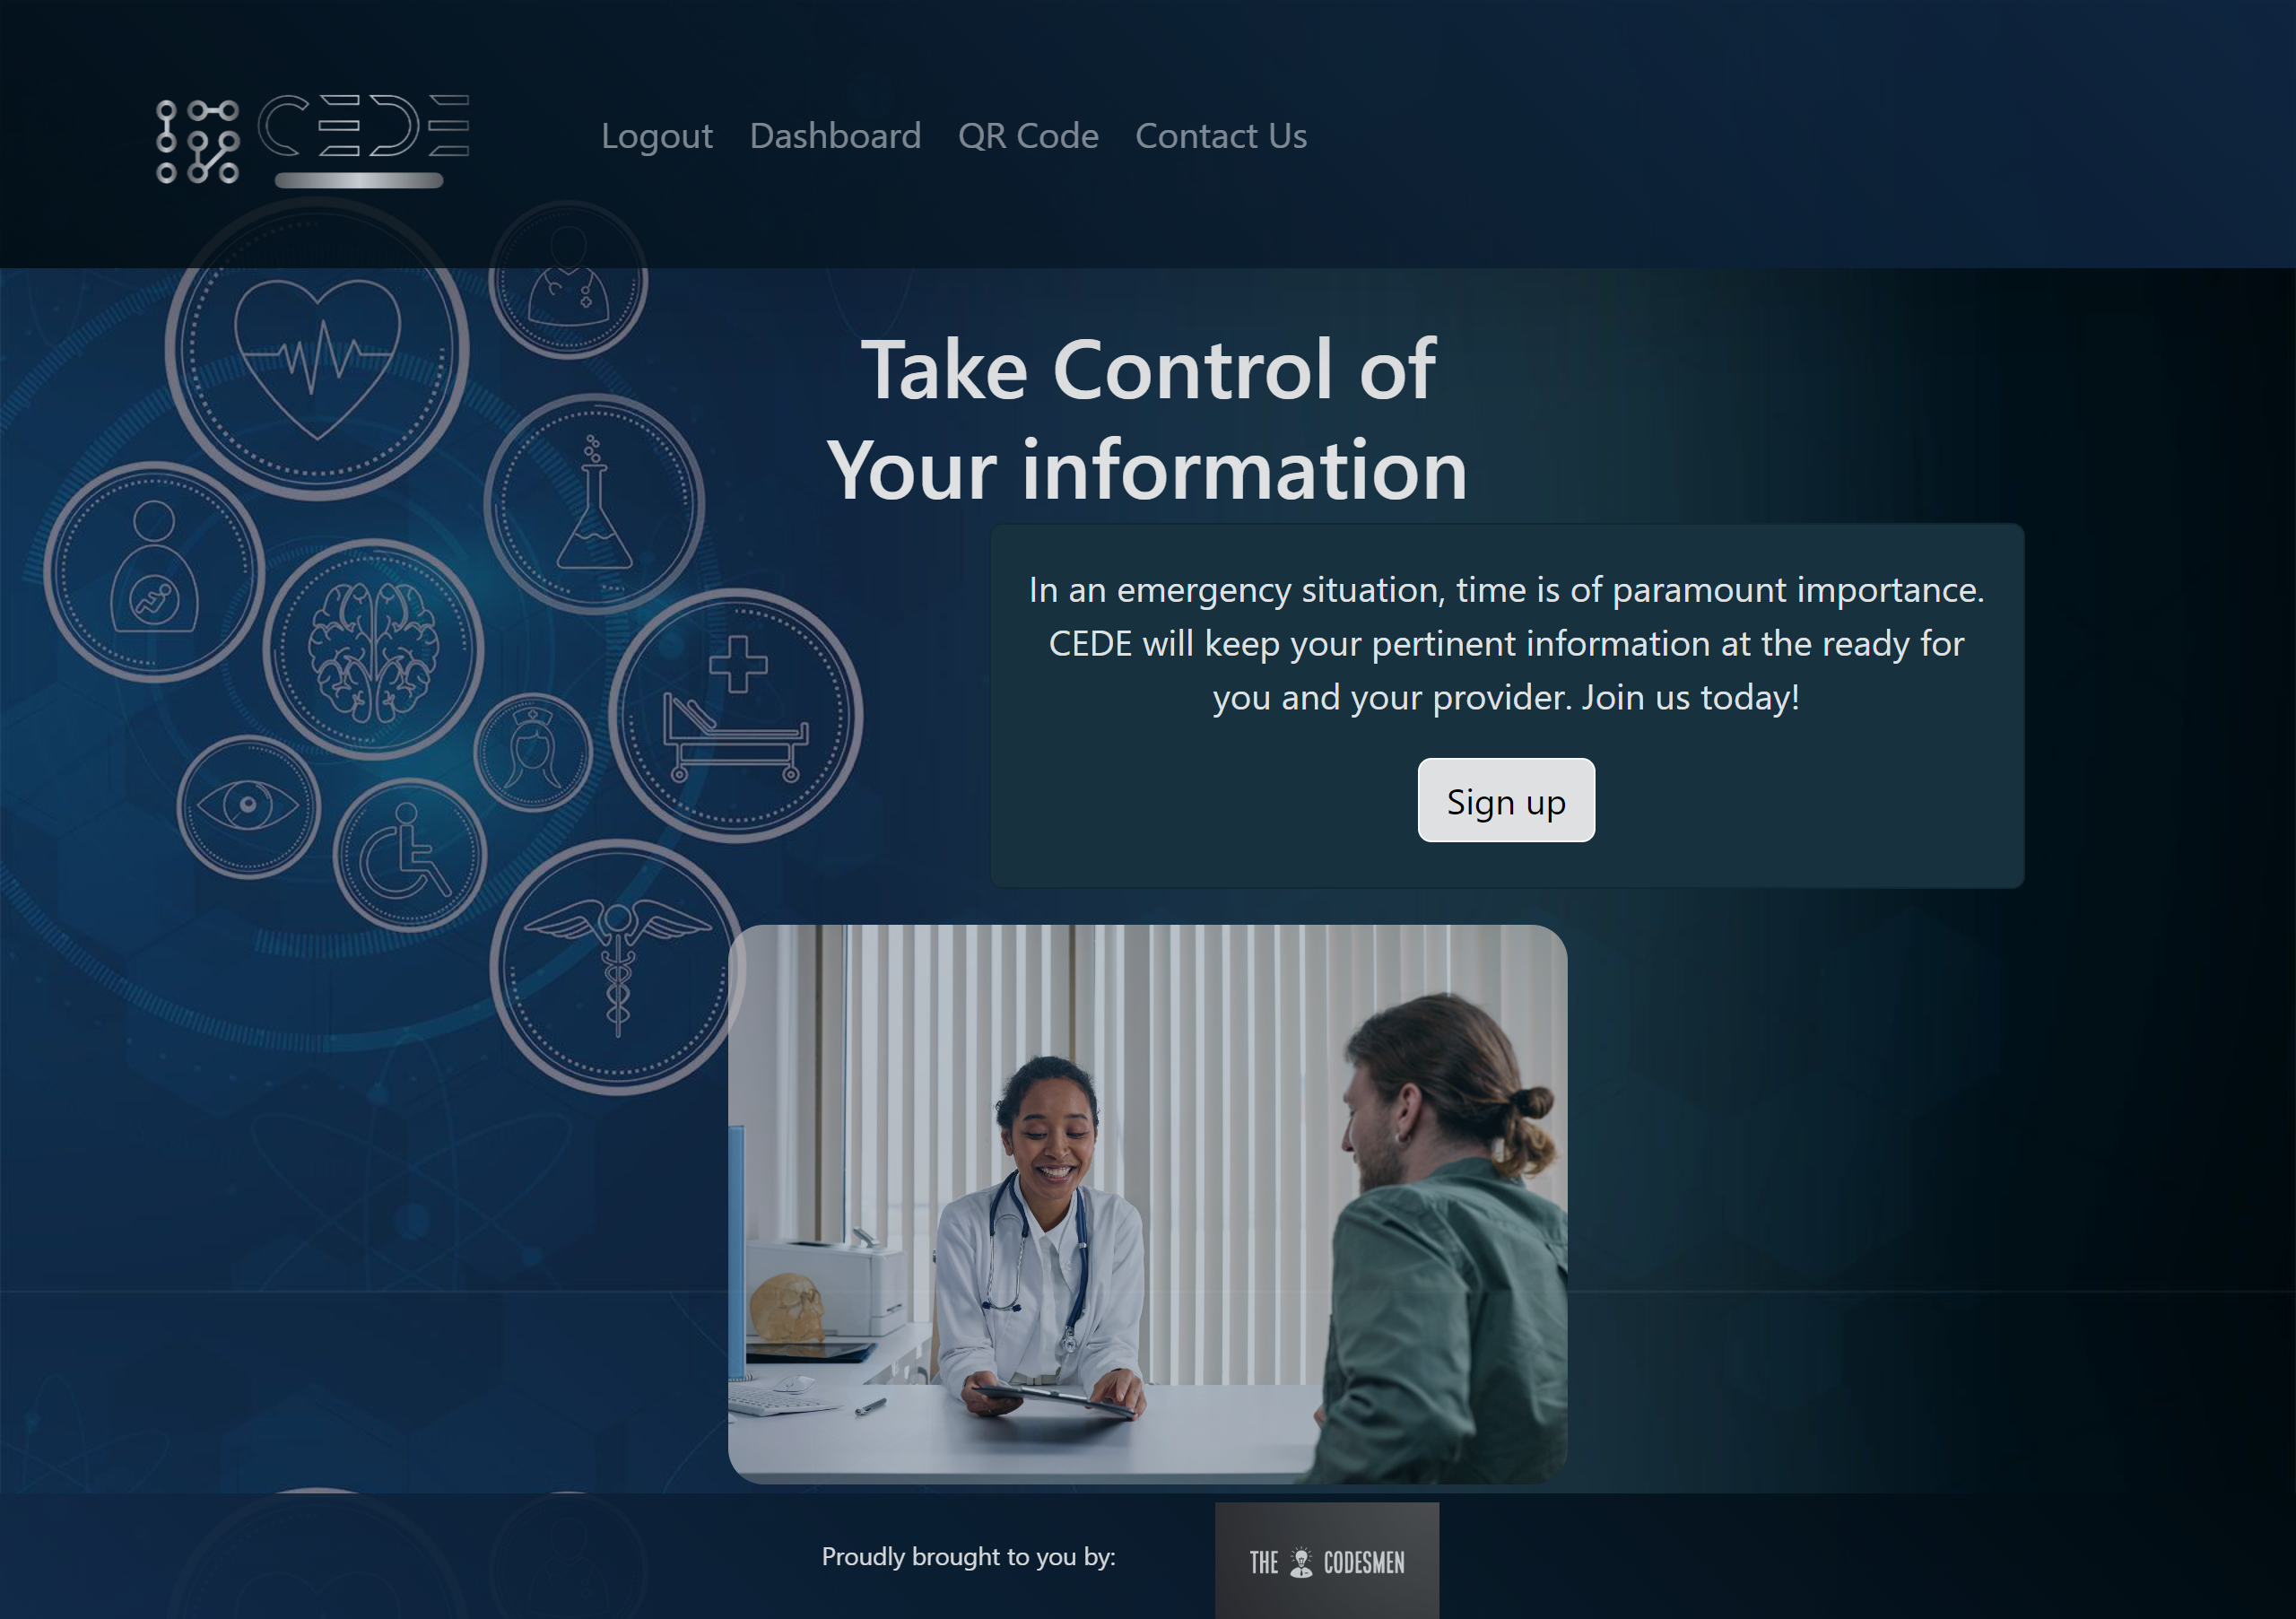 CEDE
Logout Dashboard QR Code Contact Us
Take Control of
Your information
In an emergency situation, time is of paramount importance.
CEDE will keep your pertinent information at the ready for
you and your provider. Join us today!
Sign up
Proudly brought to you by:
THE CODESMEN